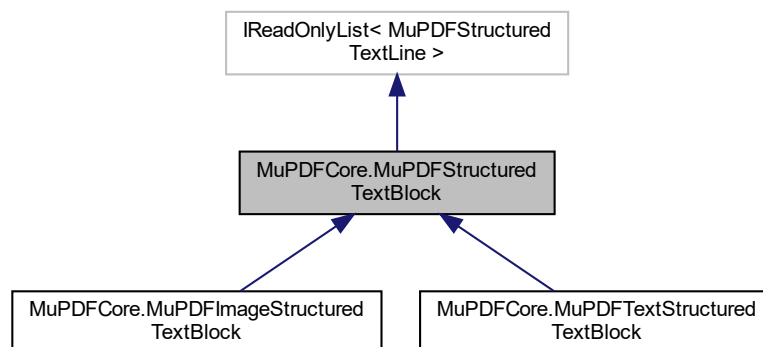 IReadOnlyList< MuPDFStructured
TextLine >
MuPDFCore.MuPDFStructured
TextBlock
MuPDFCore.MuPDFImageStructured
TextBlock
MuPDFCore.MuPDFTextStructured
TextBlock